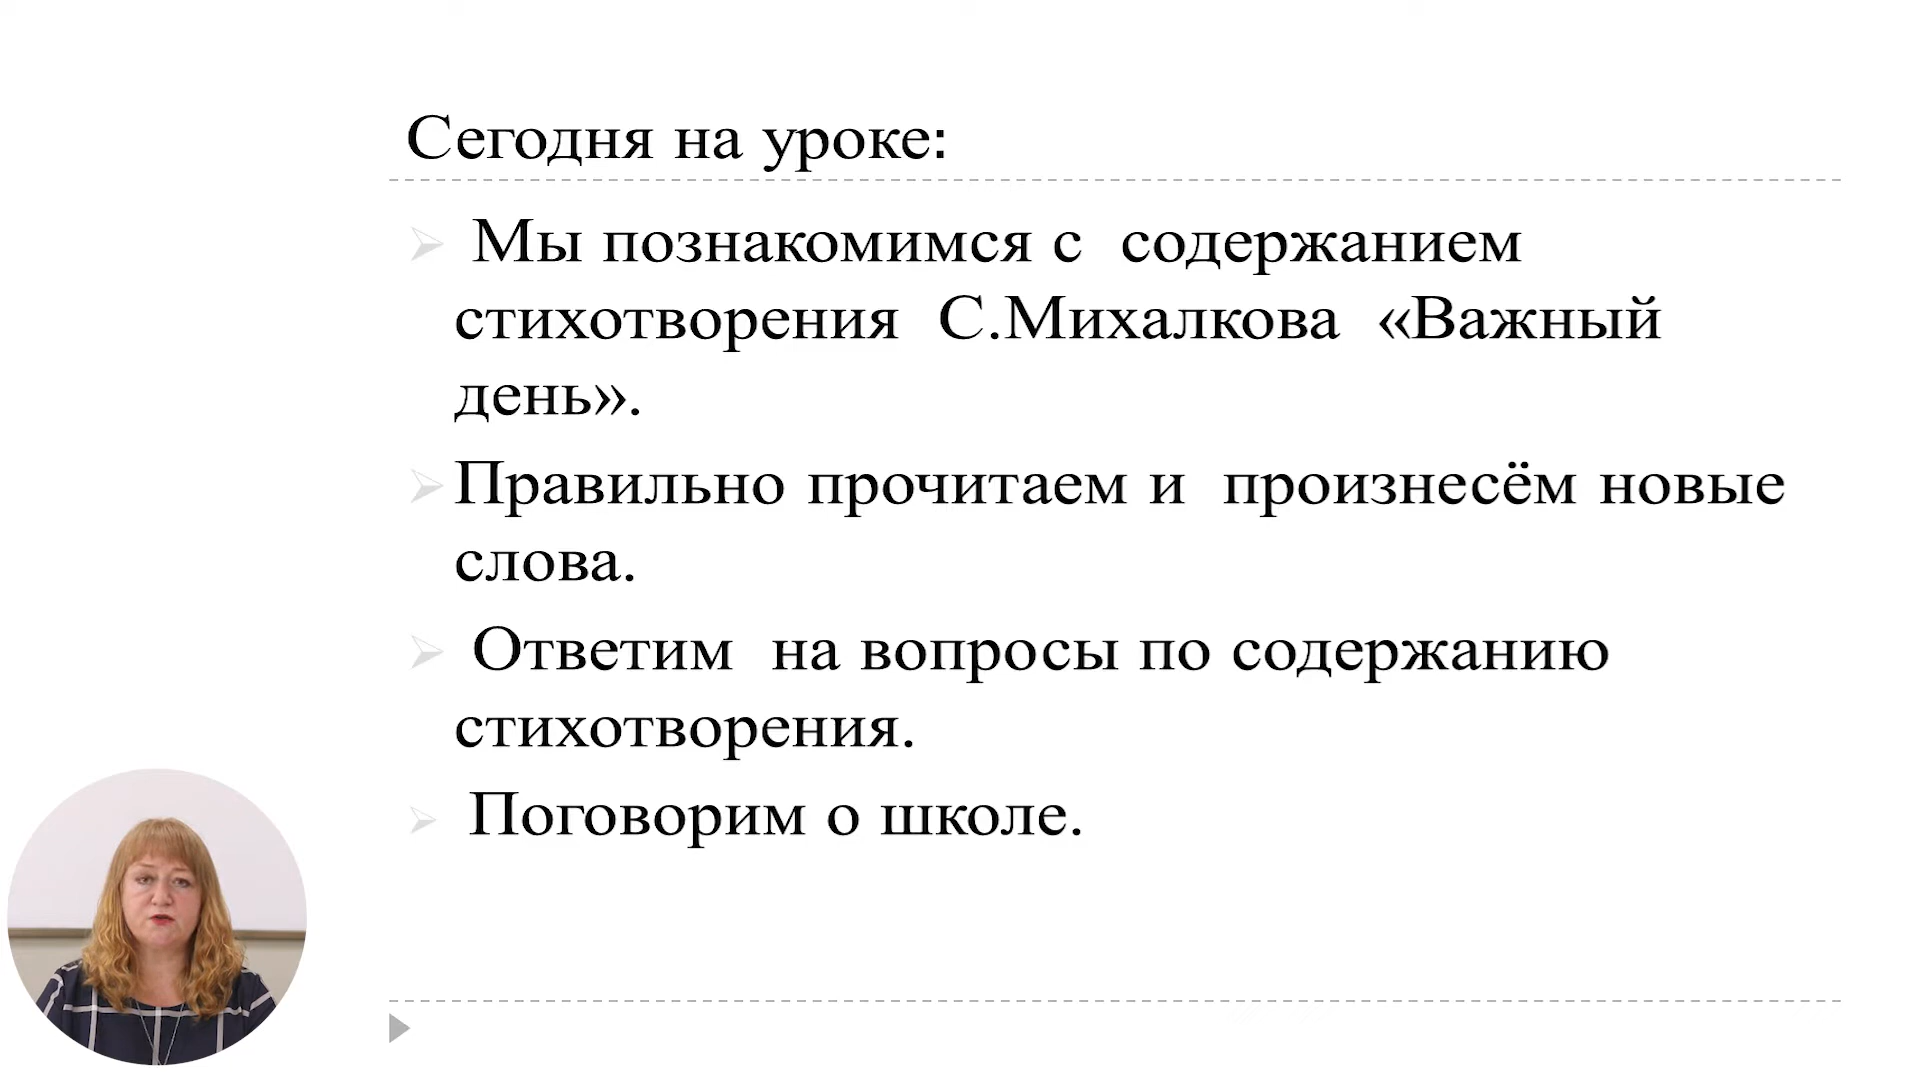 Сегодня на уроке:
Мы познакомимся с содержанием
стихотворения С.Михалкова «Важный
день».
Правильно прочитаем и произнесём новые
слова.
Ответим на вопросы по содержанию
стихотворения.
Поговорим о школе.